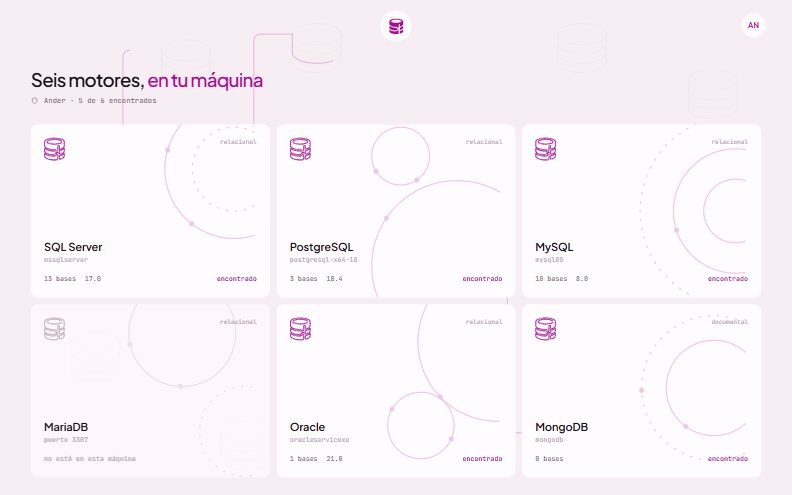 AN
Seis motores, en tu máquina
Ander · 5 de 6 encontrados
relacional
SQL Server
mssqlserver
13 bases 17.0
encontrado
relacional
PostgreSQL
postgresql-x64-18
3 bases 18.4
encontrado
relacional
MySQL
mysql80
10 bases 8.0
encontrado
relacional
MariaDB
puerto 3307
no está en esta máquina
relacional
Oracle
oracleservicexe
1 bases 21.0
encontrado
documental
MongoDB
mongodb
0 bases
encontrado